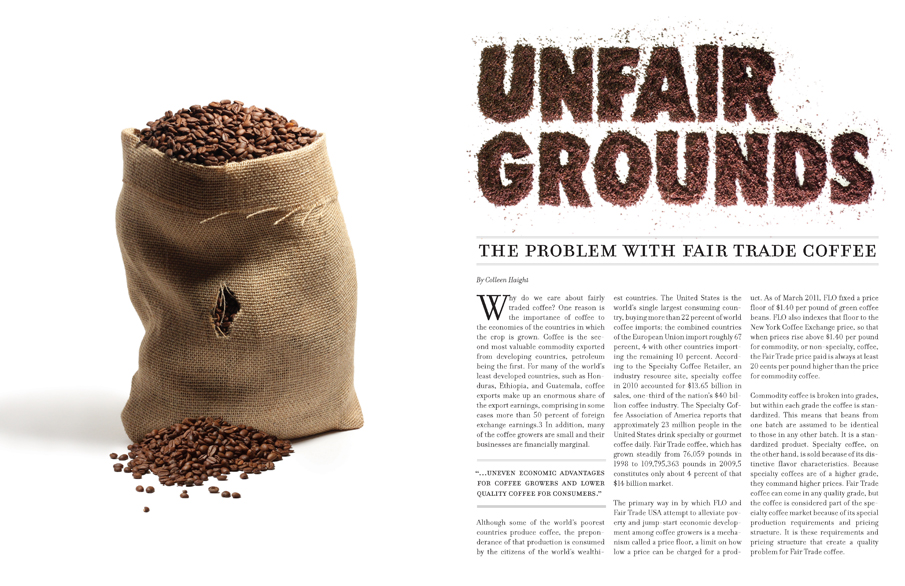 UNFAIR
GROUNDS
THE PROBLEM WITH FAIR TRADE COFFEE
By Colleen Haight
Why do we care about fairly
traded coffee? One reason is
the importance of coffee to
the economies of the countries in which
the crop is grown. Coffee is the sec-
ond most valuable commodity exported
from developing countries, petroleum
being the first. For many of the world's
least developed countries, such as Hon-
duras, Ethiopia, and Guatemala, coffee
exports make up an enormous share of
the export earnings, comprising in some
cases more than 50 percent of foreign
exchange earnings.3 In addition, many
of the coffee growers are small and their
businesses are financially marginal.
"...UNEVEN ECONOMIC ADVANTAGES
FOR COFFEE GROWERS AND LOWER
QUALITY COFFEE FOR CONSUMERS."
Although some of the world's poorest
countries produce coffee, the prepon-
derance of that production is consumed
by the citizens of the world's wealthi-
est countries. The United States is the
world's single largest consuming coun-
try, buying more than 22 percent of world
coffee imports; the combined countries
of the European Union import roughly 67
percent, 4 with other countries import-
ing the remaining 10 percent. Accord-
ing to the Specialty Coffee Retailer, an
industry resource site, specialty coffee
in 2010 accounted for $13.65 billion in
sales, one-third of the nation's $40 bil-
lion coffee industry. The Specialty Cof-
fee Association of America reports that
approximately 23 million people in the
United States drink specialty or gourmet
coffee daily. Fair Trade coffee, which has
grown steadily from 76,059 pounds in
1998 to 109,795,363 pounds in 2009,5
constitutes only about 4 percent of that
$14 billion market.
The primary way in by which FLO and
Fair Trade USA attempt to alleviate pov-
erty and jump start economic develop-
ment among coffee growers is a mecha-
nism called a price floor, a limit on how
low a price can be charged for a prod-
uct. As of March 2011, FLO fixed a price
floor of $1.40 per pound of green coffee
beans. FLO also indexes that floor to the
New York Coffee Exchange price, so that
when prices rise above $1.40 per pound
for commodity, or non-specialty, coffee,
the Fair Trade price paid is always at least
20 cents per pound higher than the price
for commodity coffee.
Commodity coffee is broken into grades,
but within each grade the coffee is stan-
dardized. This means that beans from
one batch are assumed to be identical
to those in any other batch. It is a stan-
dardized product. Specialty coffee, on
the other hand, is sold because of its dis-
tinctive flavor characteristics. Because
specialty coffees are of a higher grade,
they command higher prices. Fair Trade
coffee can come in any quality grade, but
the coffee is considered part of the spe-
cialty coffee market because of its special
production requirements and pricing
structure. It is these requirements and
pricing structure that create a quality
problem for Fair Trade coffee.